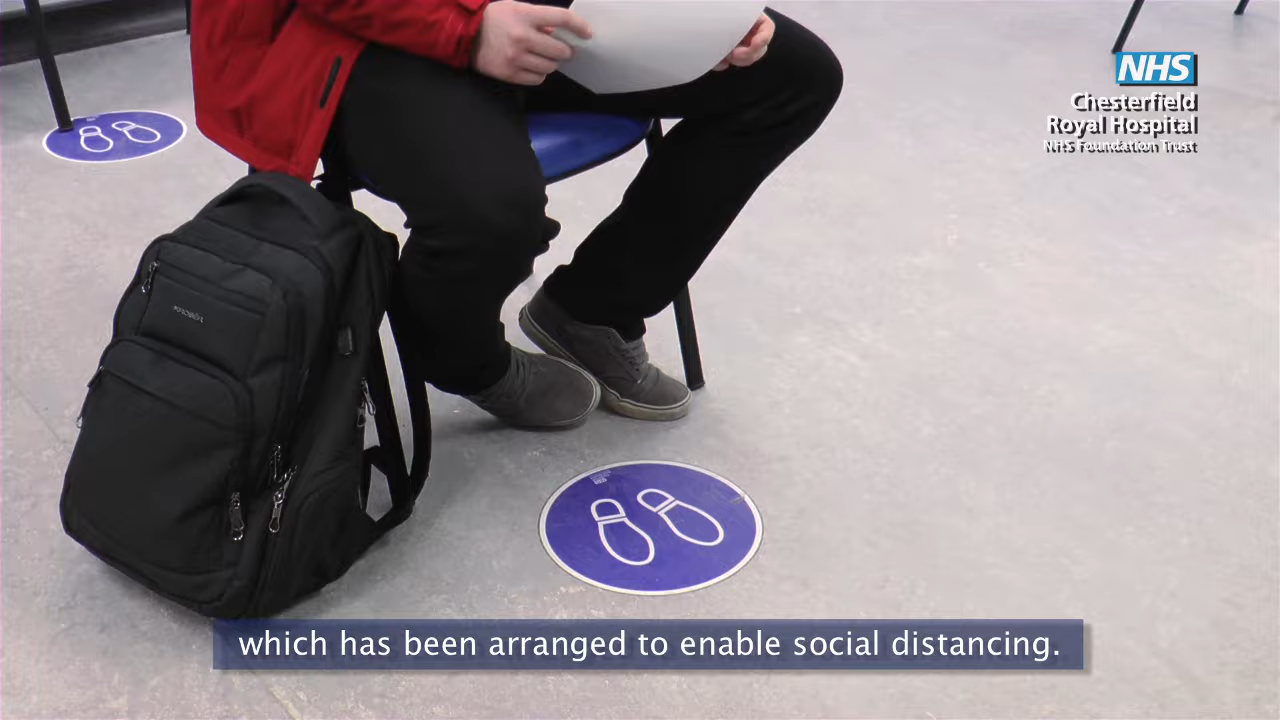 NHS
Chesterfield
Royal Hospital
NHS Foundation Trust
which has been arranged to enable social distancing.